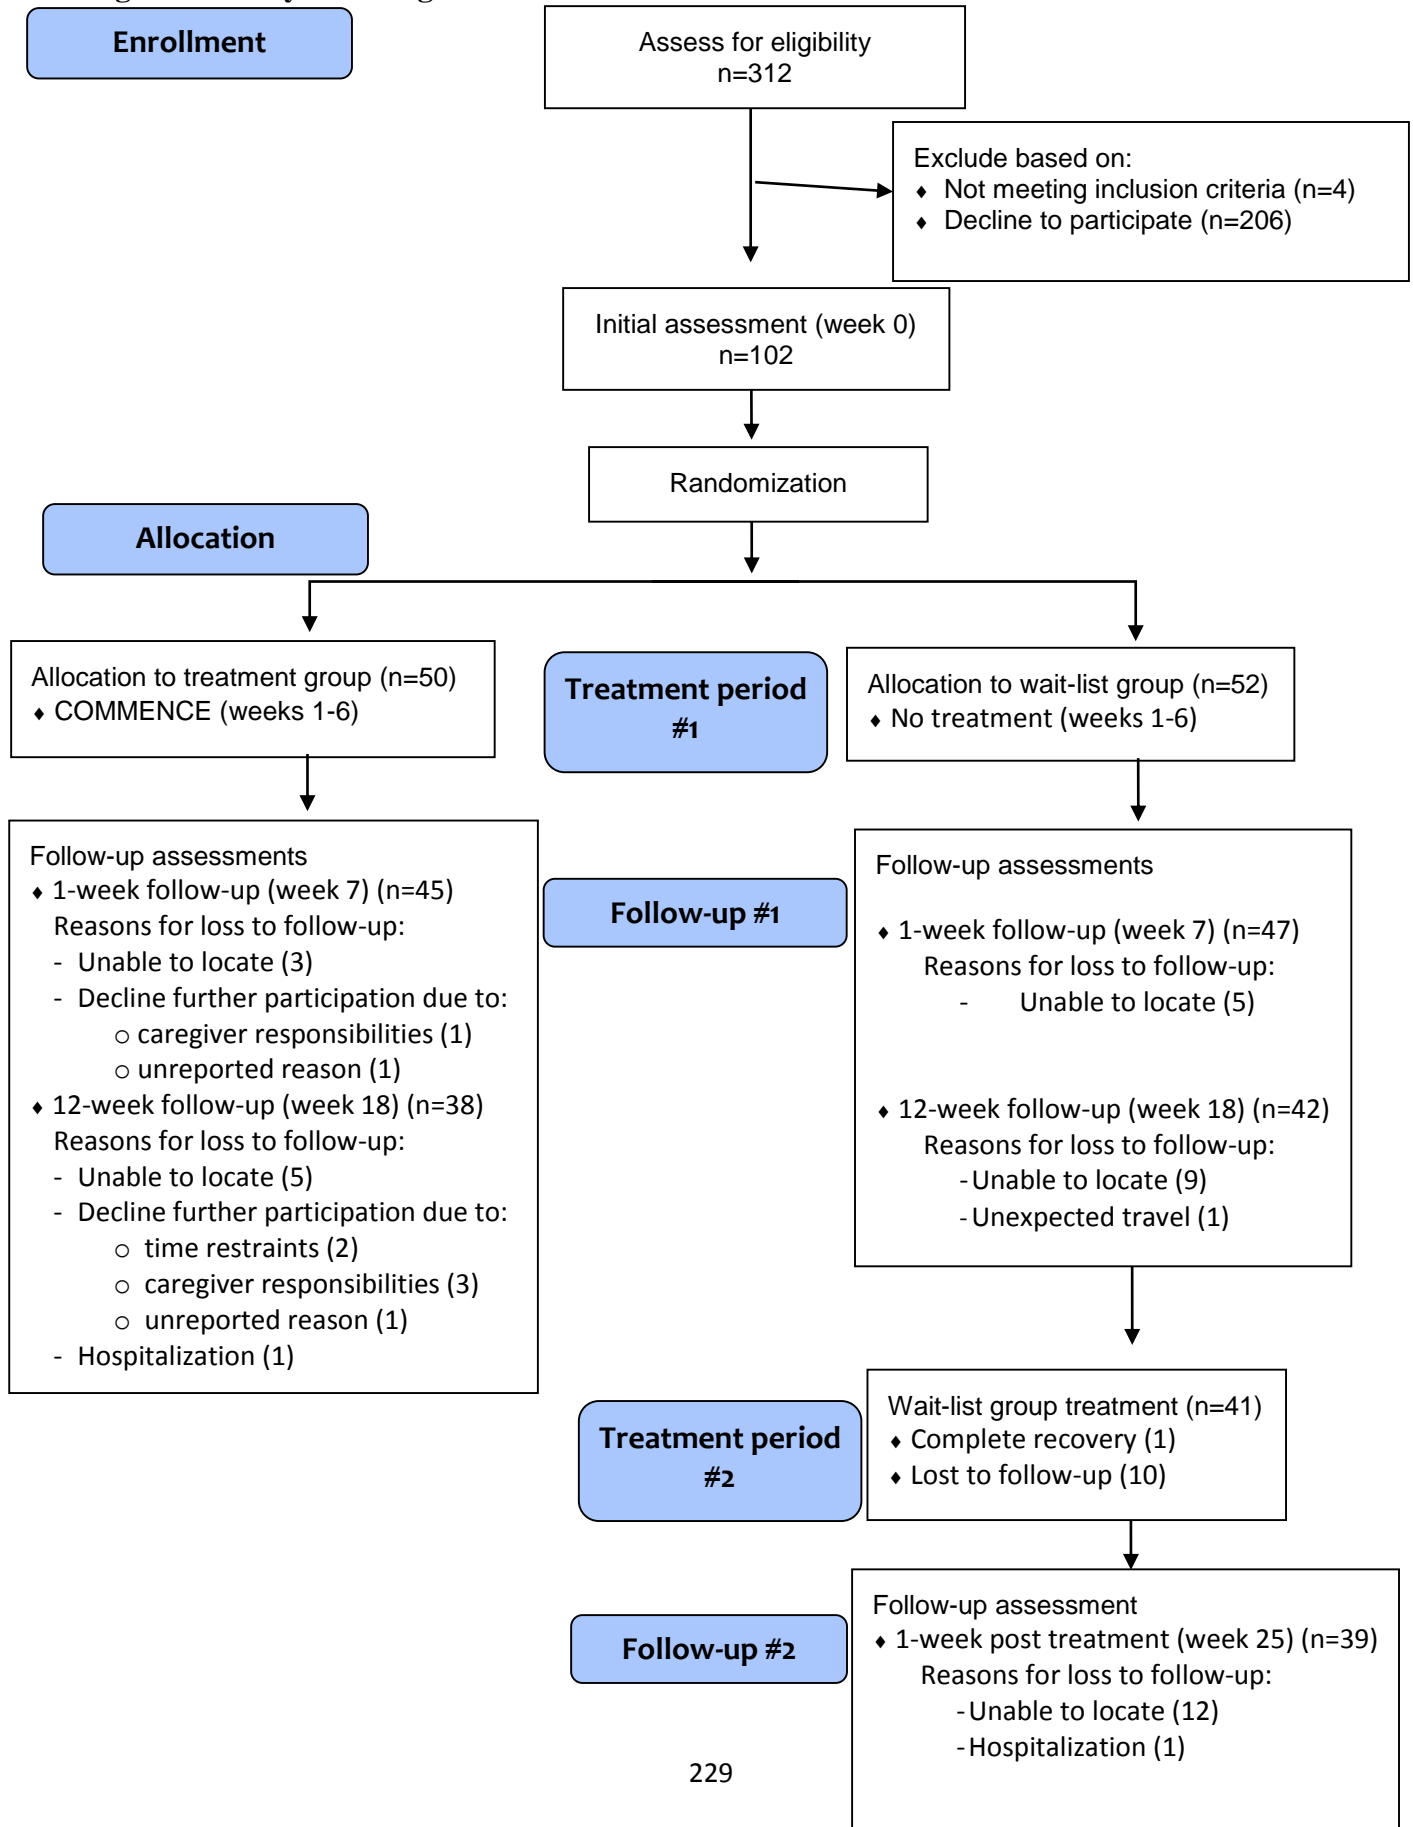 Enrollment
Assess for eligibility
n=312
Exclude based on:
♦ Not meeting inclusion criteria (n=4)
♦ Decline to participate (n=206)
Initial assessment (week 0)
n=102
Randomization
Allocation
Allocation to treatment group (n=50)
♦ COMMENCE (weeks 1-6)
Treatment period
#1
Allocation to wait-list group (n=52)
♦ No treatment (weeks 1-6)
Follow-up assessments
♦ 1-week follow-up (week 7) (n=45)
Reasons for loss to follow-up:
- Unable to locate (3)
- Decline further participation due to:
o caregiver responsibilities (1)
o unreported reason (1)
♦ 12-week follow-up (week 18) (n=38)
Reasons for loss to follow-up:
- Unable to locate (5)
- Decline further participation due to:
o time restraints (2)
o caregiver responsibilities (3)
o unreported reason (1)
- Hospitalization (1)
Follow-up #1
Follow-up assessments
♦ 1-week follow-up (week 7) (n=47)
Reasons for loss to follow-up:
- Unable to locate (5)
♦ 12-week follow-up (week 18) (n=42)
Reasons for loss to follow-up:
- Unable to locate (9)
- Unexpected travel (1)
Treatment period
#2
Wait-list group treatment (n=41)
♦ Complete recovery (1)
♦ Lost to follow-up (10)
Follow-up #2
Follow-up assessment
♦ 1-week post treatment (week 25) (n=39)
Reasons for loss to follow-up:
- Unable to locate (12)
- Hospitalization (1)
229